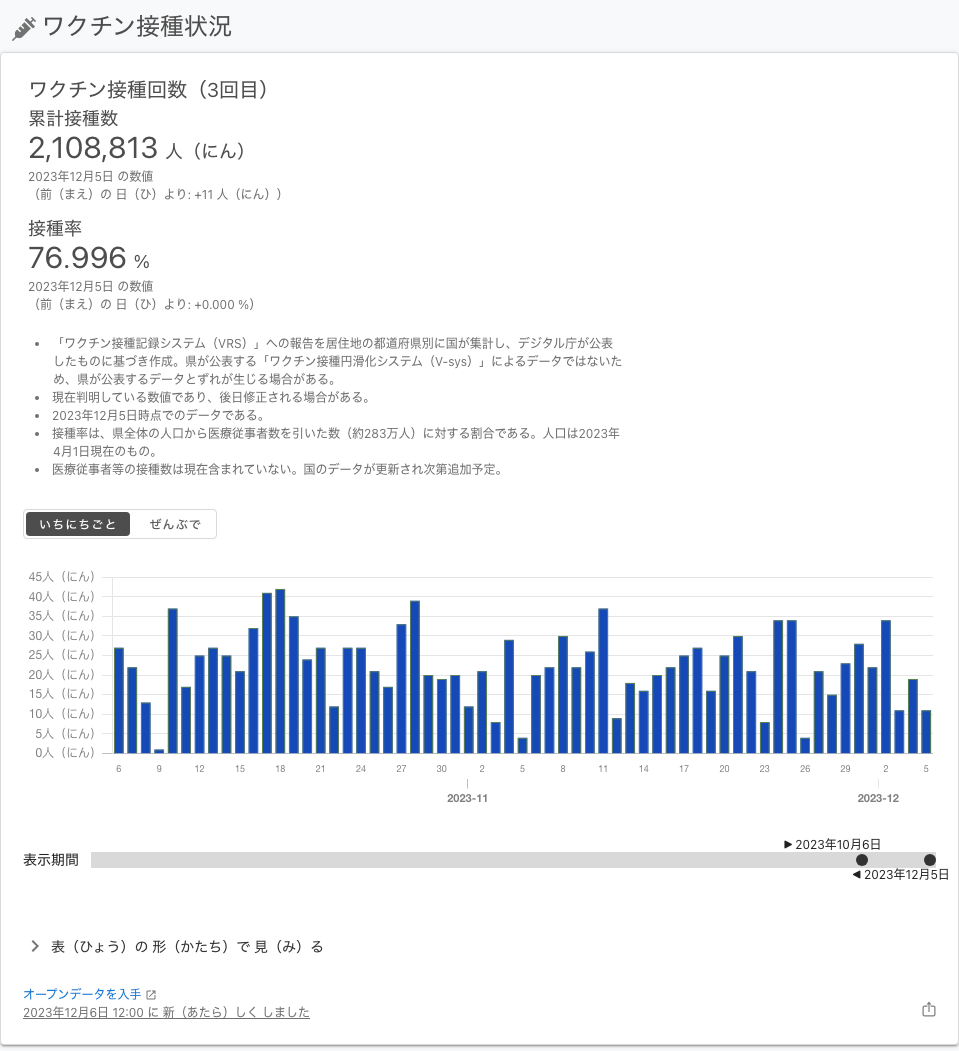 ワクチン接種状況
ワクチン接種回数（3回目）
累計接種数
2,108,813 人（にん）
2023年12月5日 の数値
（前（まえ）の 日（ひ）より: +11 人（にん））
接種率
76.996 %
2023年12月5日 の数値
（前（まえ）の 日（ひ）より: +0.000 %）
• 「ワクチン接種記録システム（VRS）」への報告を居住地の都道府県別に国が集計し、デジタル庁が公表
したものに基づき作成。県が公表する「ワクチン接種円滑化システム（V-sys）」によるデータではないた
め、県が公表するデータとずれが生じる場合がある。
• 現在判明している数値であり、後日修正される場合がある。
• 2023年12月5日時点でのデータである。
• 接種率は、県全体の人口から医療従事者数を引いた数（約283万人）に対する割合である。人口は2023年
4月1日現在のもの。
• 医療従事者等の接種数は現在含まれていない。国のデータが更新され次第追加予定。
いちにちごと ぜんぶで
45人（にん）
40人（にん）
35人（にん）
30人（にん）
25人（にん）
20人（にん）
15人（にん）
10人（にん）
5人（にん）
0人（にん）
6 9 12 15 18 21 24 27 30 2 5 8 11 14 17 20 23 26 29 2 5
2023-11 2023-12
▶ 2023年10月6日
表示期間
◀ 2023年12月5日
表（ひょう）の 形（かたち）で 見（み）る
オープンデータを入手
2023年12月6日 12:00 に 新（あたら）しく しました